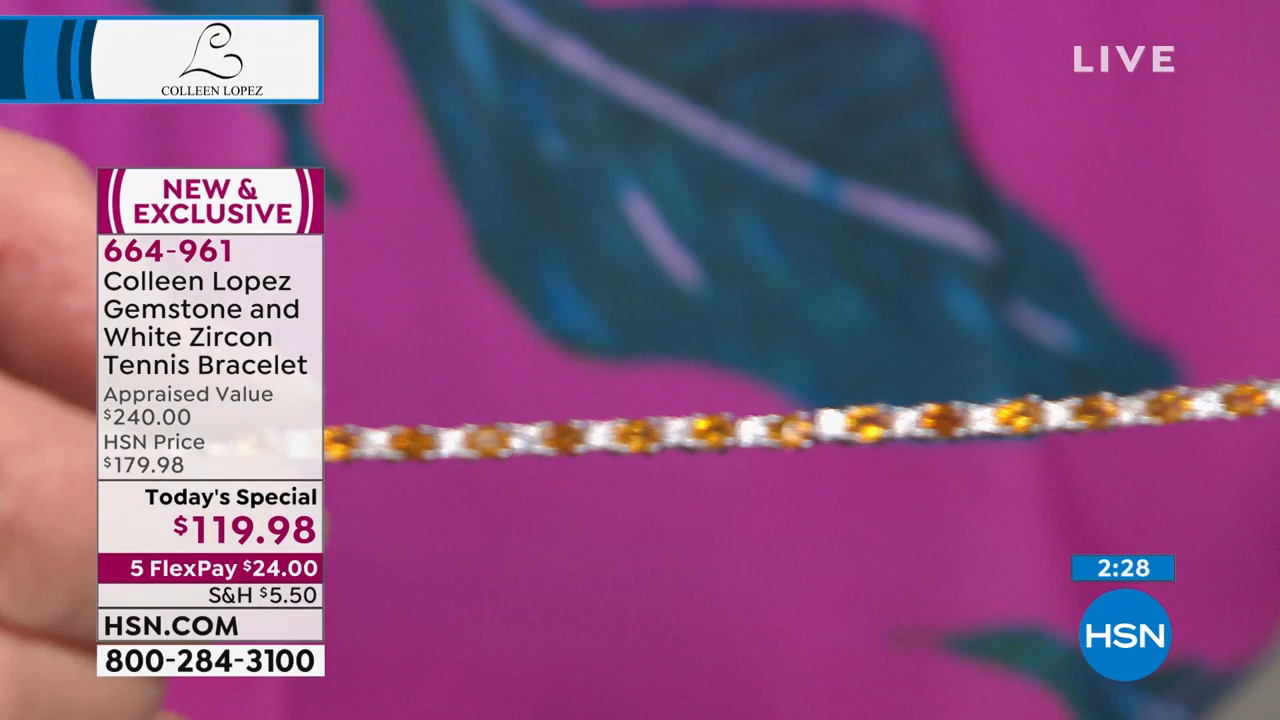 COLLEEN LOPEZ
LIVE
NEW &
EXCLUSIVE
664-961
Colleen Lopez
Gemstone and
White Zircon
Tennis Bracelet
Appraised Value
$240.00
HSN Price
$179.98
Today's Special
$119.98
5 FlexPay $24.00
S&H $5.50
HSN.COM
800-284-3100
2:28
HSN